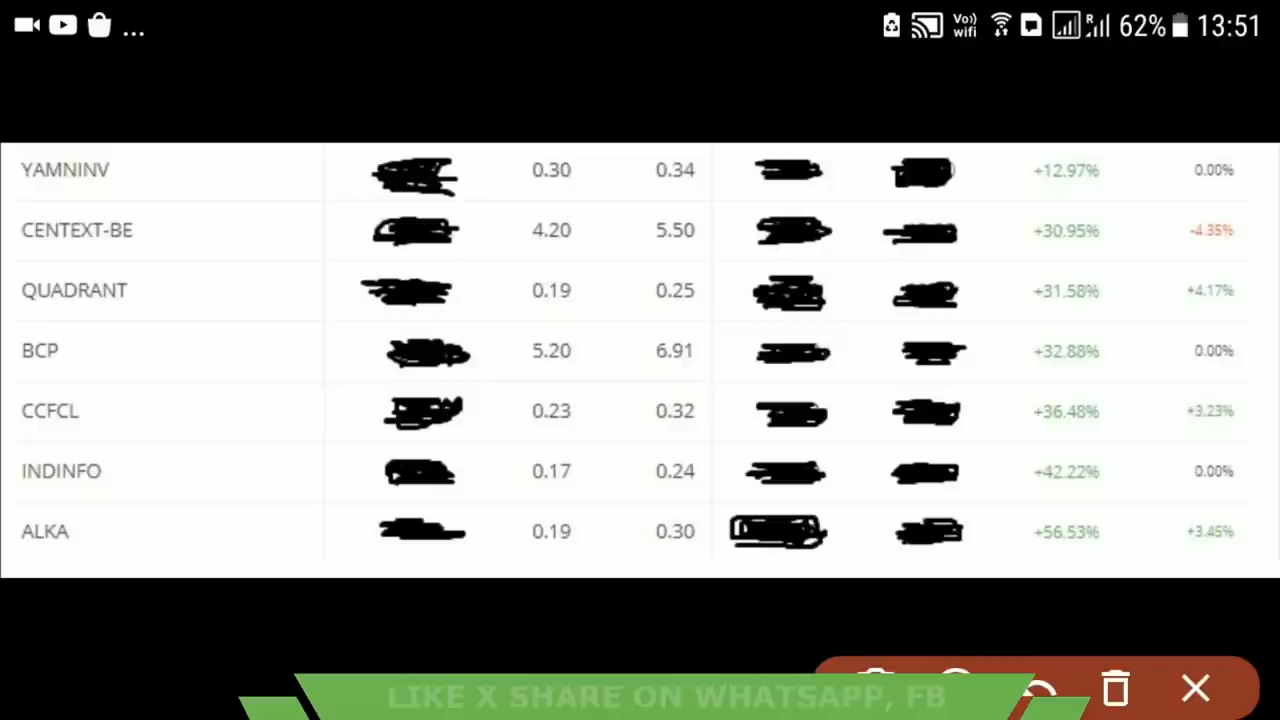 ... Vo) wifi R 62% 13:51
YAMNINV 0.30 0.34 +12.97% 0.00%
CENTEXT-BE 4.20 5.50 +30.95% -4.35%
QUADRANT 0.19 0.25 +31.58% +4.17%
BCP 5.20 6.91 +32.88% 0.00%
CCFCL 0.23 0.32 +36.48% +3.23%
INDINFO 0.17 0.24 +42.22% 0.00%
ALKA 0.19 0.30 +56.53% +3.45%
LIKE X SHARE ON WHATSAPP, FB